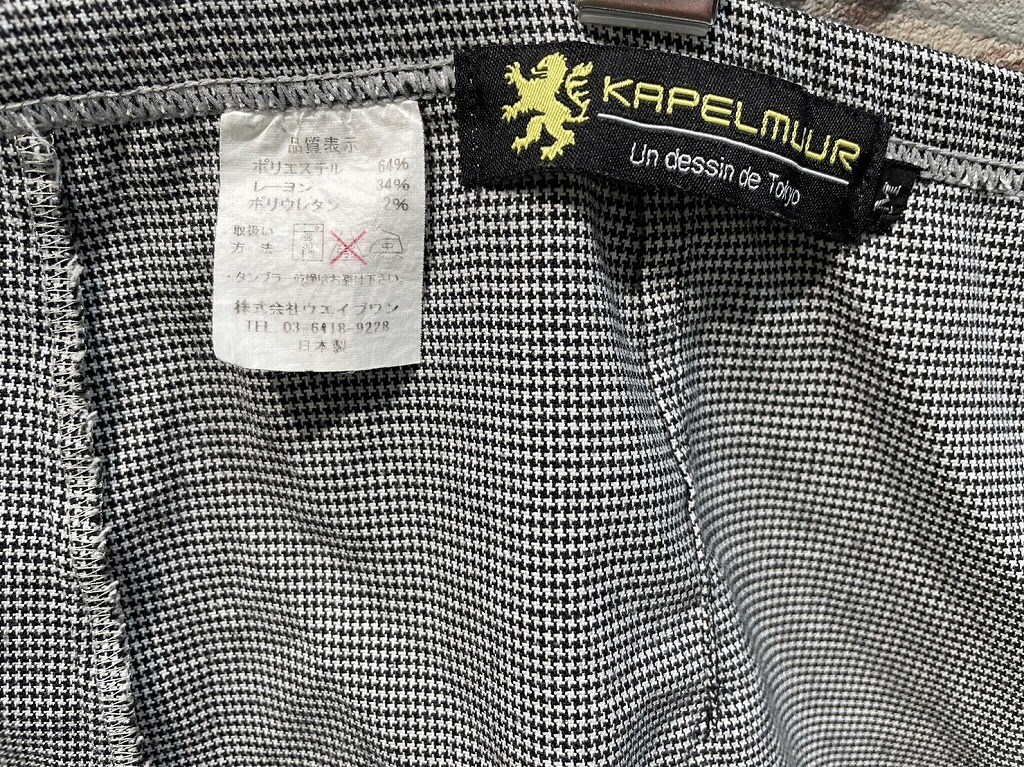 品質表示
ポリエステル 64%
レーヨン 34%
ポリウレタン 2%
取扱い
方法
中
・タンブラー乾燥はお避け下さい
株式会社ウエイブワン
TEL 03-6418-9228
日本製
KAPELMUUR
Un dessin de Tokyo
M